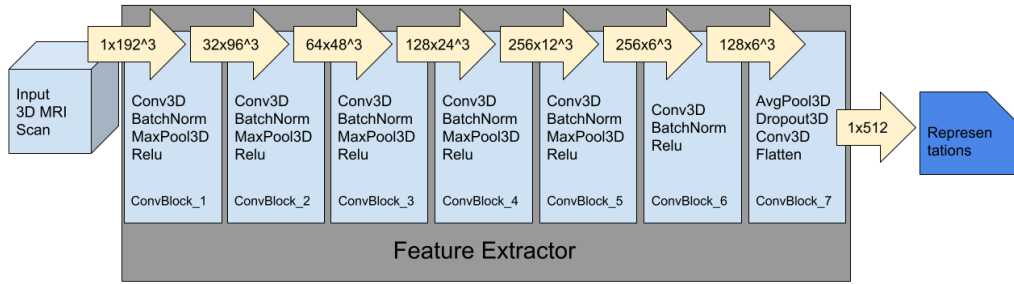 1x192^3
32x96^3
64x48^3
128x24^3
256x12^3
256x6^3
128x6^3
Input
3D MRI
Scan
Conv3D
BatchNorm
MaxPool3D
Relu
ConvBlock_1
Conv3D
BatchNorm
MaxPool3D
Relu
ConvBlock_2
Conv3D
BatchNorm
MaxPool3D
Relu
ConvBlock_3
Conv3D
BatchNorm
MaxPool3D
Relu
ConvBlock_4
Conv3D
BatchNorm
MaxPool3D
Relu
ConvBlock_5
Conv3D
BatchNorm
Relu
ConvBlock_6
AvgPool3D
Dropout3D
Conv3D
Flatten
ConvBlock_7
1x512
Represen
tations
Feature Extractor